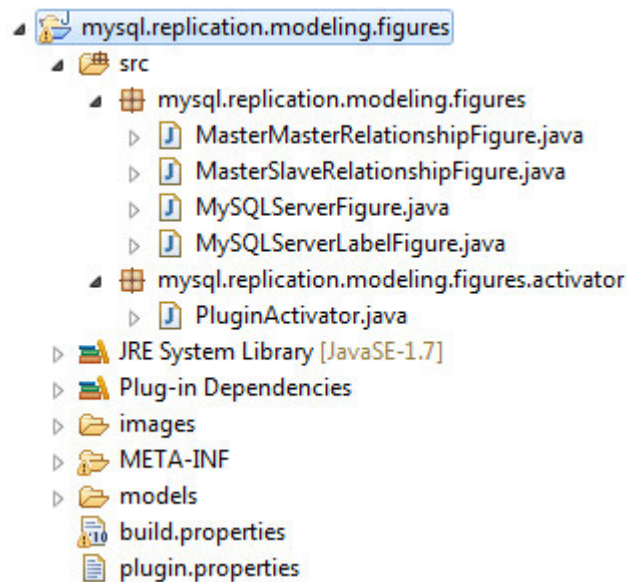 mysql.replication.modeling.figures
src
mysql.replication.modeling.figures
MasterMasterRelationshipFigure.java
MasterSlaveRelationshipFigure.java
MySQLServerFigure.java
MySQLServerLabelFigure.java
mysql.replication.modeling.figures.activator
PluginActivator.java
JRE System Library [JavaSE-1.7]
Plug-in Dependencies
images
META-INF
models
build.properties
plugin.properties